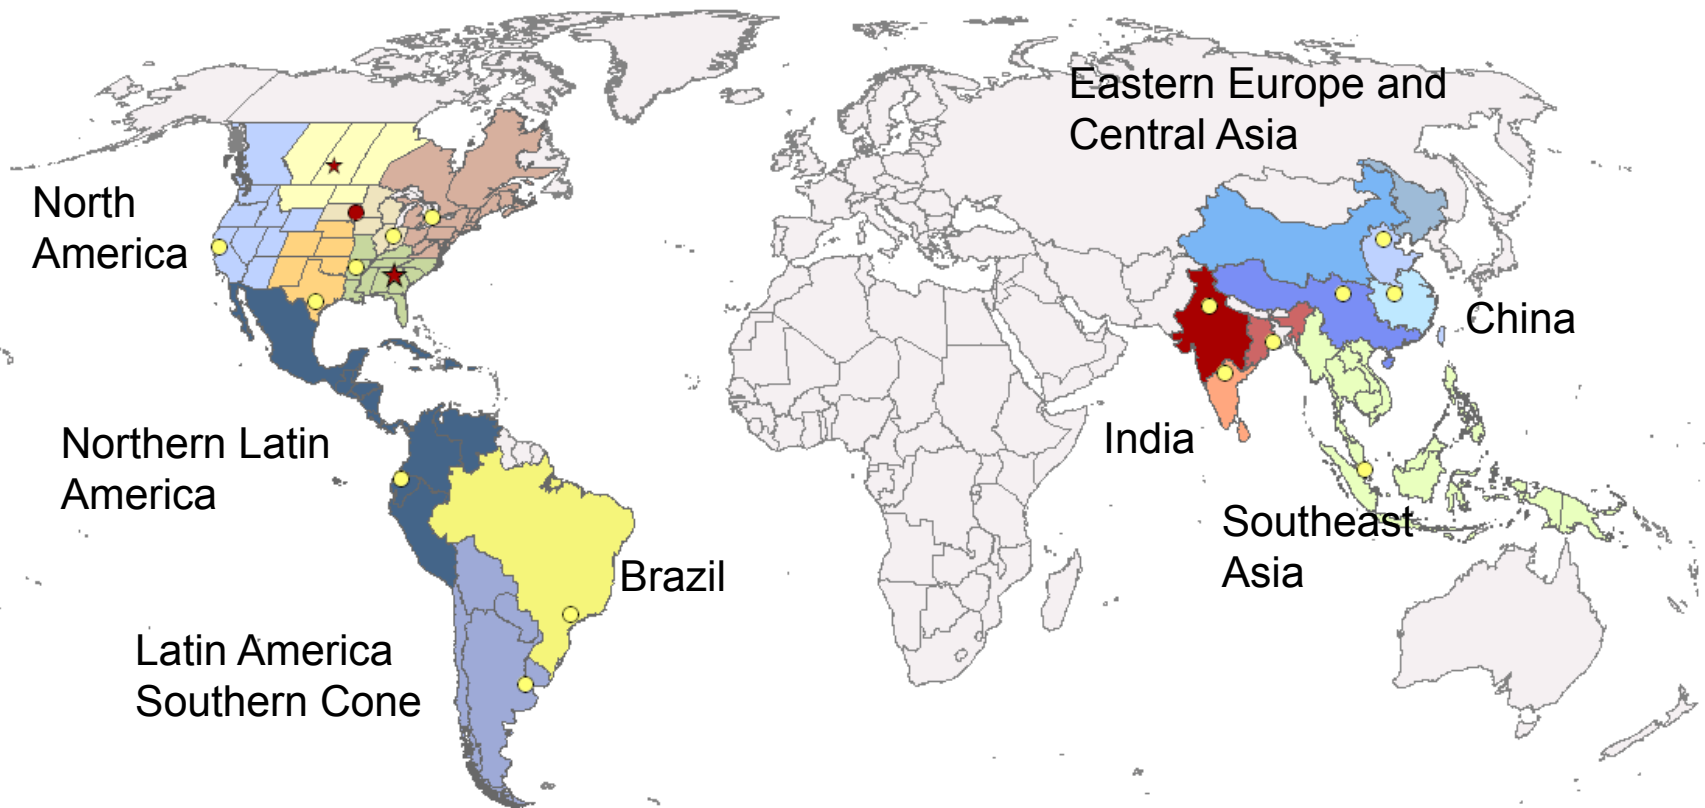 Eastern Europe and
Central Asia
North
America
China
Northern Latin
America
India
Southeast
Asia
Brazil
Latin America
Southern Cone